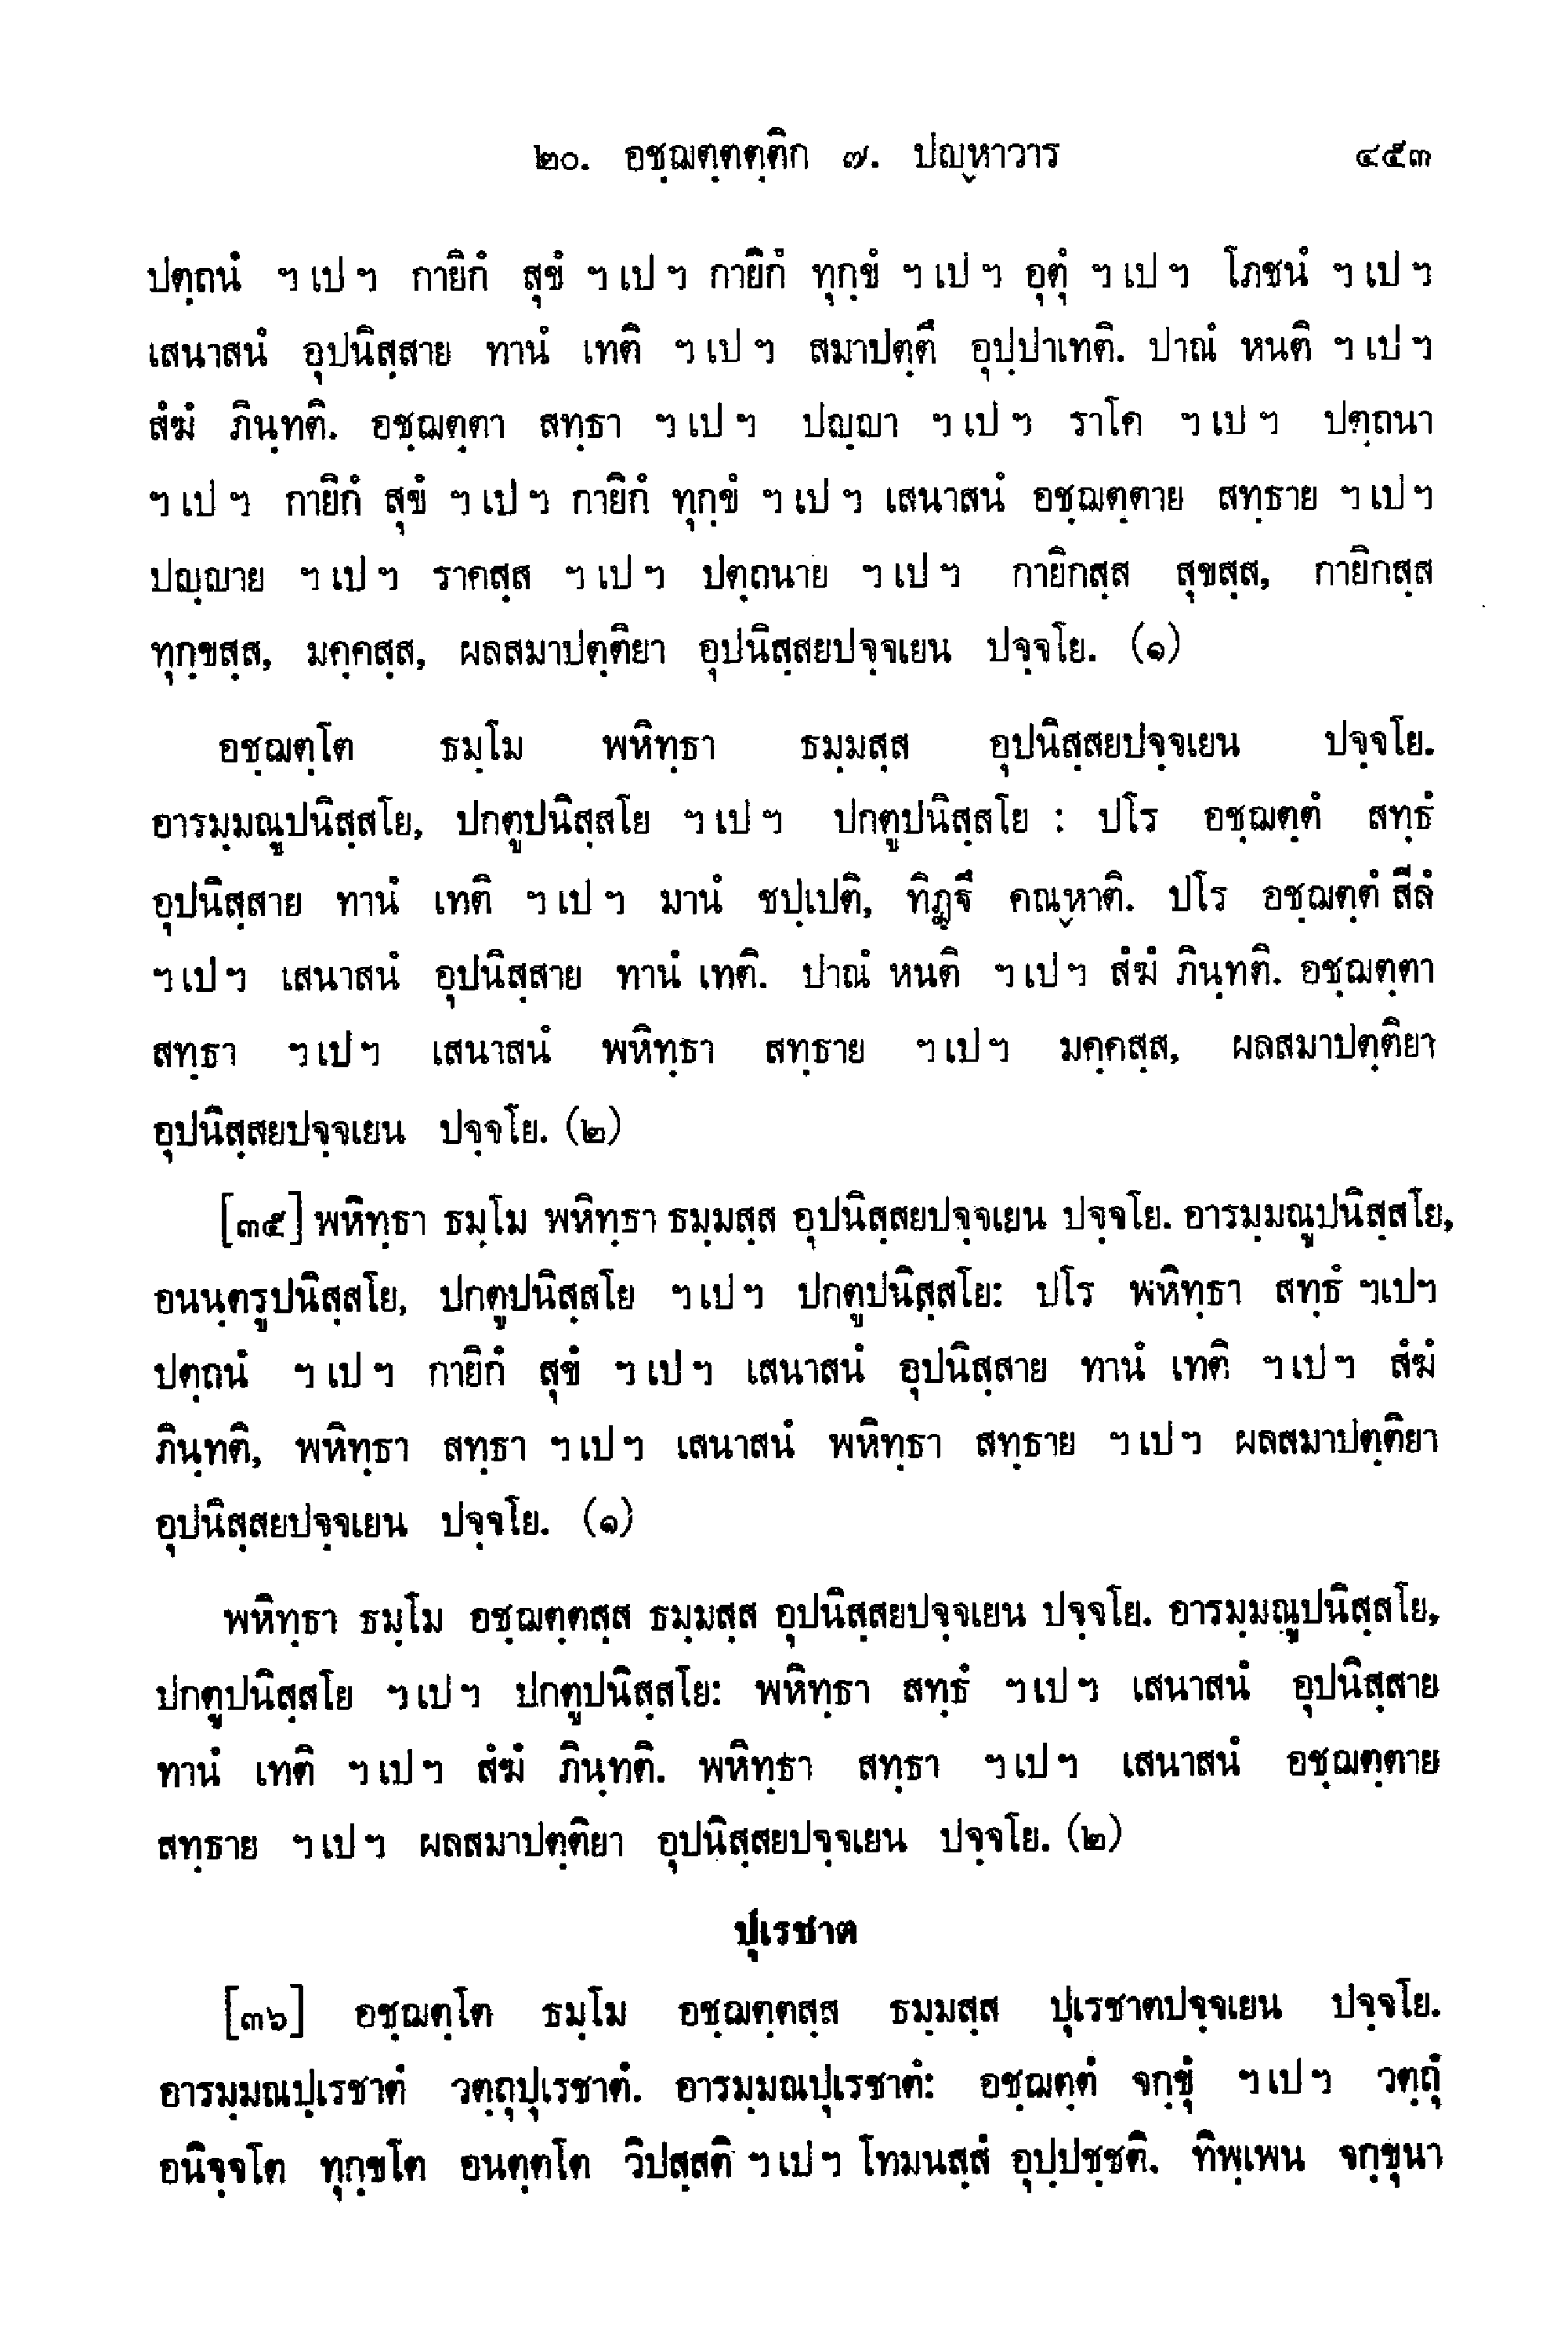 ๒๐. อชฺฌตฺตตฺติก ๗. ปญฺหาวาร ๔๕๓
ปตฺถนํ ฯเปฯ กายิกํ สุขํ ฯเปฯ กายิกํ ทุกฺขํ ฯเปฯ อุตุํ ฯเปฯ โภชนํ ฯเปฯ
เสนาสนํ อุปนิสฺสาย ทานํ เทติ ฯเปฯ สมาปตฺตึ อุปฺปาเทติ. ปาณํ หนติ ฯเปฯ
สํฆํ ภินฺทติ. อชฺฌตฺตา สทฺธา ฯเปฯ ปญฺญา ฯเปฯ ราโค ฯเปฯ ปตฺถนา
ฯเปฯ กายิกํ สุขํ ฯเปฯ กายิกํ ทุกฺขํ ฯเปฯ เสนาสนํ อชฺฌตฺตาย สทฺธาย ฯเปฯ
ปญฺญาย ฯเปฯ ราคสฺส ฯเปฯ ปตฺถนาย ฯเปฯ กายิกสฺส สุขสฺส, กายิกสฺส
ทุกฺขสฺส, มคฺคสฺส, ผลสมาปตฺติยา อุปนิสฺสยปจฺจเยน ปจฺจโย. (๑)
อชฺฌตฺโต ธมฺโม พหิทฺธา ธมฺมสฺส อุปนิสฺสยปจฺจเยน ปจฺจโย.
อารมฺมณูปนิสฺสโย, ปกตูปนิสฺสโย ฯเปฯ ปกตูปนิสฺสโย : ปโร อชฺฌตฺตํ สทฺธํ
อุปนิสฺสาย ทานํ เทติ ฯเปฯ มานํ ชปฺเปติ, ทิฏฺฐึ คณฺหาติ. ปโร อชฺฌตฺตํ สีลํ
ฯเปฯ เสนาสนํ อุปนิสฺสาย ทานํ เทติ. ปาณํ หนติ ฯเปฯ สํฆํ ภินฺทติ. อชฺฌตฺตา
สทฺธา ฯเปฯ เสนาสนํ พหิทฺธา สทฺธาย ฯเปฯ มคฺคสฺส, ผลสมาปตฺติยา
อุปนิสฺสยปจฺจเยน ปจฺจโย. (๒)
[๓๕] พหิทฺธา ธมฺโม พหิทฺธา ธมฺมสฺส อุปนิสฺสยปจฺจเยน ปจฺจโย. อารมฺมณูปนิสฺสโย,
อนนฺตรูปนิสฺสโย, ปกตูปนิสฺสโย ฯเปฯ ปกตูปนิสฺสโย: ปโร พหิทฺธา สทฺธํ ฯเปฯ
ปตฺถนํ ฯเปฯ กายิกํ สุขํ ฯเปฯ เสนาสนํ อุปนิสฺสาย ทานํ เทติ ฯเปฯ สํฆํ
ภินฺทติ, พหิทฺธา สทฺธา ฯเปฯ เสนาสนํ พหิทฺธา สทฺธาย ฯเปฯ ผลสมาปตฺติยา
อุปนิสฺสยปจฺจเยน ปจฺจโย. (๑)
พหิทฺธา ธมฺโม อชฺฌตฺตสฺส ธมฺมสฺส อุปนิสฺสยปจฺจเยน ปจฺจโย. อารมฺมณูปนิสฺสโย,
ปกตูปนิสฺสโย ฯเปฯ ปกตูปนิสฺสโย: พหิทฺธา สทฺธํ ฯเปฯ เสนาสนํ อุปนิสฺสาย
ทานํ เทติ ฯเปฯ สํฆํ ภินฺทติ. พหิทฺธา สทฺธา ฯเปฯ เสนาสนํ อชฺฌตฺตาย
สทฺธาย ฯเปฯ ผลสมาปตฺติยา อุปนิสฺสยปจฺจเยน ปจฺจโย. (๒)
ปุเรชาต
[๓๖] อชฺฌตฺโต ธมฺโม อชฺฌตฺตสฺส ธมฺมสฺส ปุเรชาตปจฺจเยน ปจฺจโย.
อารมฺมณปุเรชาตํ วตฺถุปุเรชาตํ. อารมฺมณปุเรชาตํ: อชฺฌตฺตํ จกฺขุํ ฯเปฯ วตฺถุํ
อนิจฺจโต ทุกฺขโต อนตฺตโต วิปสฺสติ ฯเปฯ โทมนสฺสํ อุปฺปชฺชติ. ทิพฺเพน จกฺขุนา